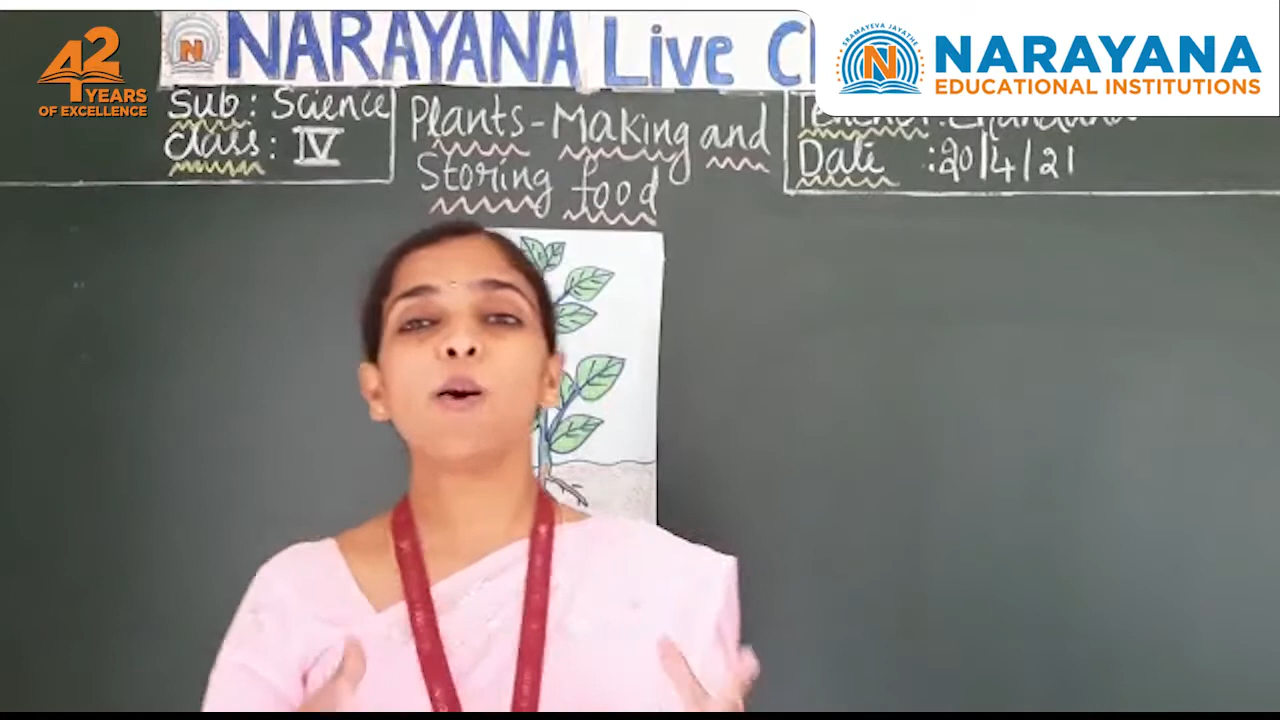 42
YEARS
OF EXCELLENCE
NARAYANA Live
N
SRAMAYEVA JAYATHE
N
NARAYANA
EDUCATIONAL INSTITUTIONS
Sub : Science
Class : IV
Plants - Making and
Storing food
Date : 20/4/21